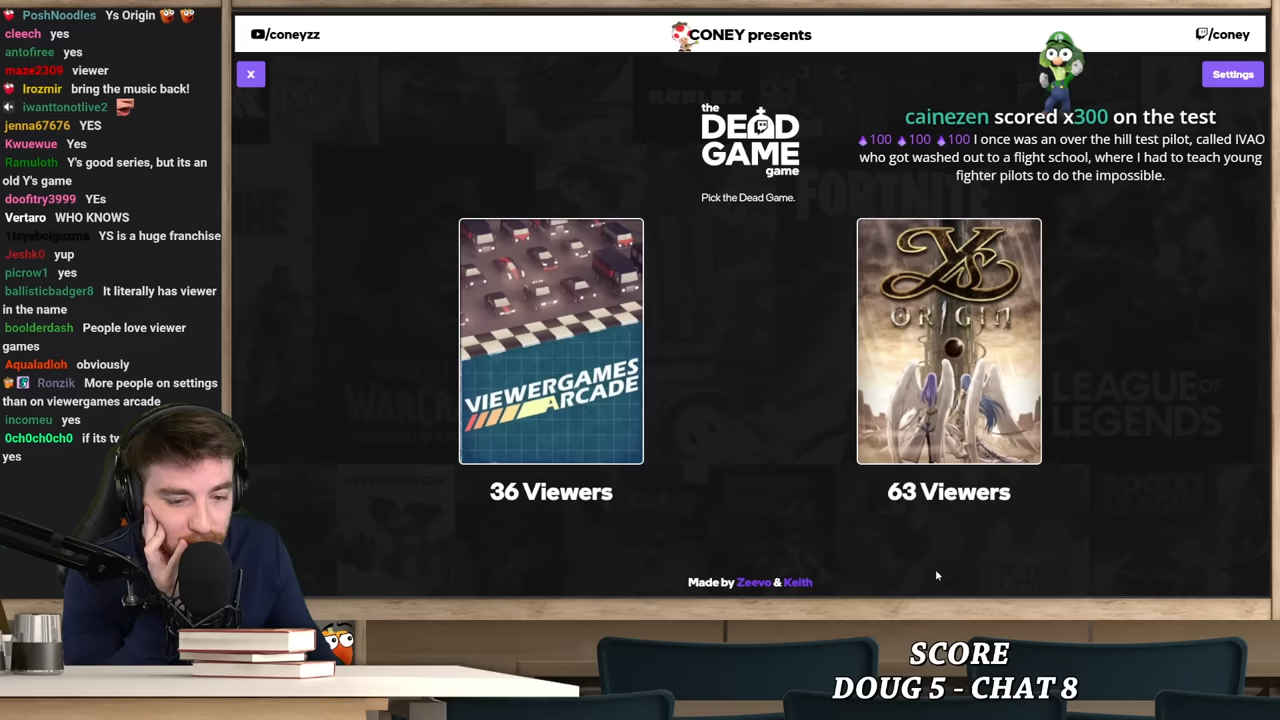 PoshNoodles Ys Origin
cleech yes
antofiree yes
maze2309 viewer
lrozmir bring the music back!
iwanttonotlive2
jenna67676 YES
Kwuewue Yes
Ramuloth Y's good series, but its an
old Y's game
doofitry3999 YEs
Vertaro WHO KNOWS
YS is a huge franchise
Jeshk0 yup
picrow1 yes
ballisticbadger8 It literally has viewer
in the name
boolderdash People love viewer
games
Aqualadloh obviously
Ronzik More people on settings
than on viewergames arcade
incomeu yes
0ch0ch0ch0 if its
yes
/coneyzz
CONEY presents
/coney
X
Settings
the
DEAD
GAME
game
Pick the Dead Game.
cainezen scored x300 on the test
100 100 100 I once was an over the hill test pilot, called IVAO
who got washed out to a flight school, where I had to teach young
fighter pilots to do the impossible.
FORTNITE
LEAGUE OF
LEGENDS
VIEWERGAMES
ARCADE
Ys
ORIGIN
36 Viewers
63 Viewers
Made by Zeevo & Keith
SCORE
DOUG 5 - CHAT 8